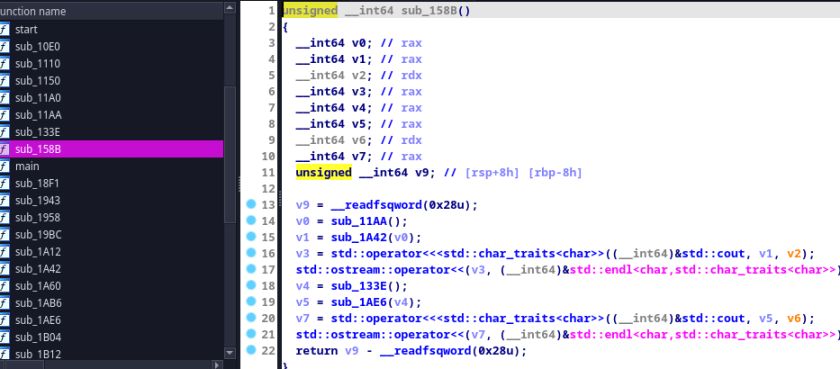 unction name
start
sub_10E0
sub_1110
sub_1150
sub_11A0
sub_11AA
sub_133E
sub_158B
main
sub_18F1
sub_1943
sub_1958
sub_19BC
sub_1A12
sub_1A42
sub_1A60
sub_1AB6
sub_1AE6
sub_1B04
sub_1B12
1 unsigned __int64 sub_158B()
2 {
3 __int64 v0; // rax
4 __int64 v1; // rax
5 __int64 v2; // rdx
6 __int64 v3; // rax
7 __int64 v4; // rax
8 __int64 v5; // rax
9 __int64 v6; // rdx
10 __int64 v7; // rax
11 unsigned __int64 v9; // [rsp+8h] [rbp-8h]
12
13 v9 = __readfsqword(0x28u);
14 v0 = sub_11AA();
15 v1 = sub_1A42(v0);
16 v3 = std::operator<<<std::char_traits<char>>((__int64)&std::cout, v1, v2);
17 std::ostream::operator<<(v3, (__int64)&std::endl<char,std::char_traits<char>>)
18 v4 = sub_133E();
19 v5 = sub_1AE6(v4);
20 v7 = std::operator<<<std::char_traits<char>>((__int64)&std::cout, v5, v6);
21 std::ostream::operator<<(v7, (__int64)&std::endl<char,std::char_traits<char>>)
22 return v9 - __readfsqword(0x28u);
}